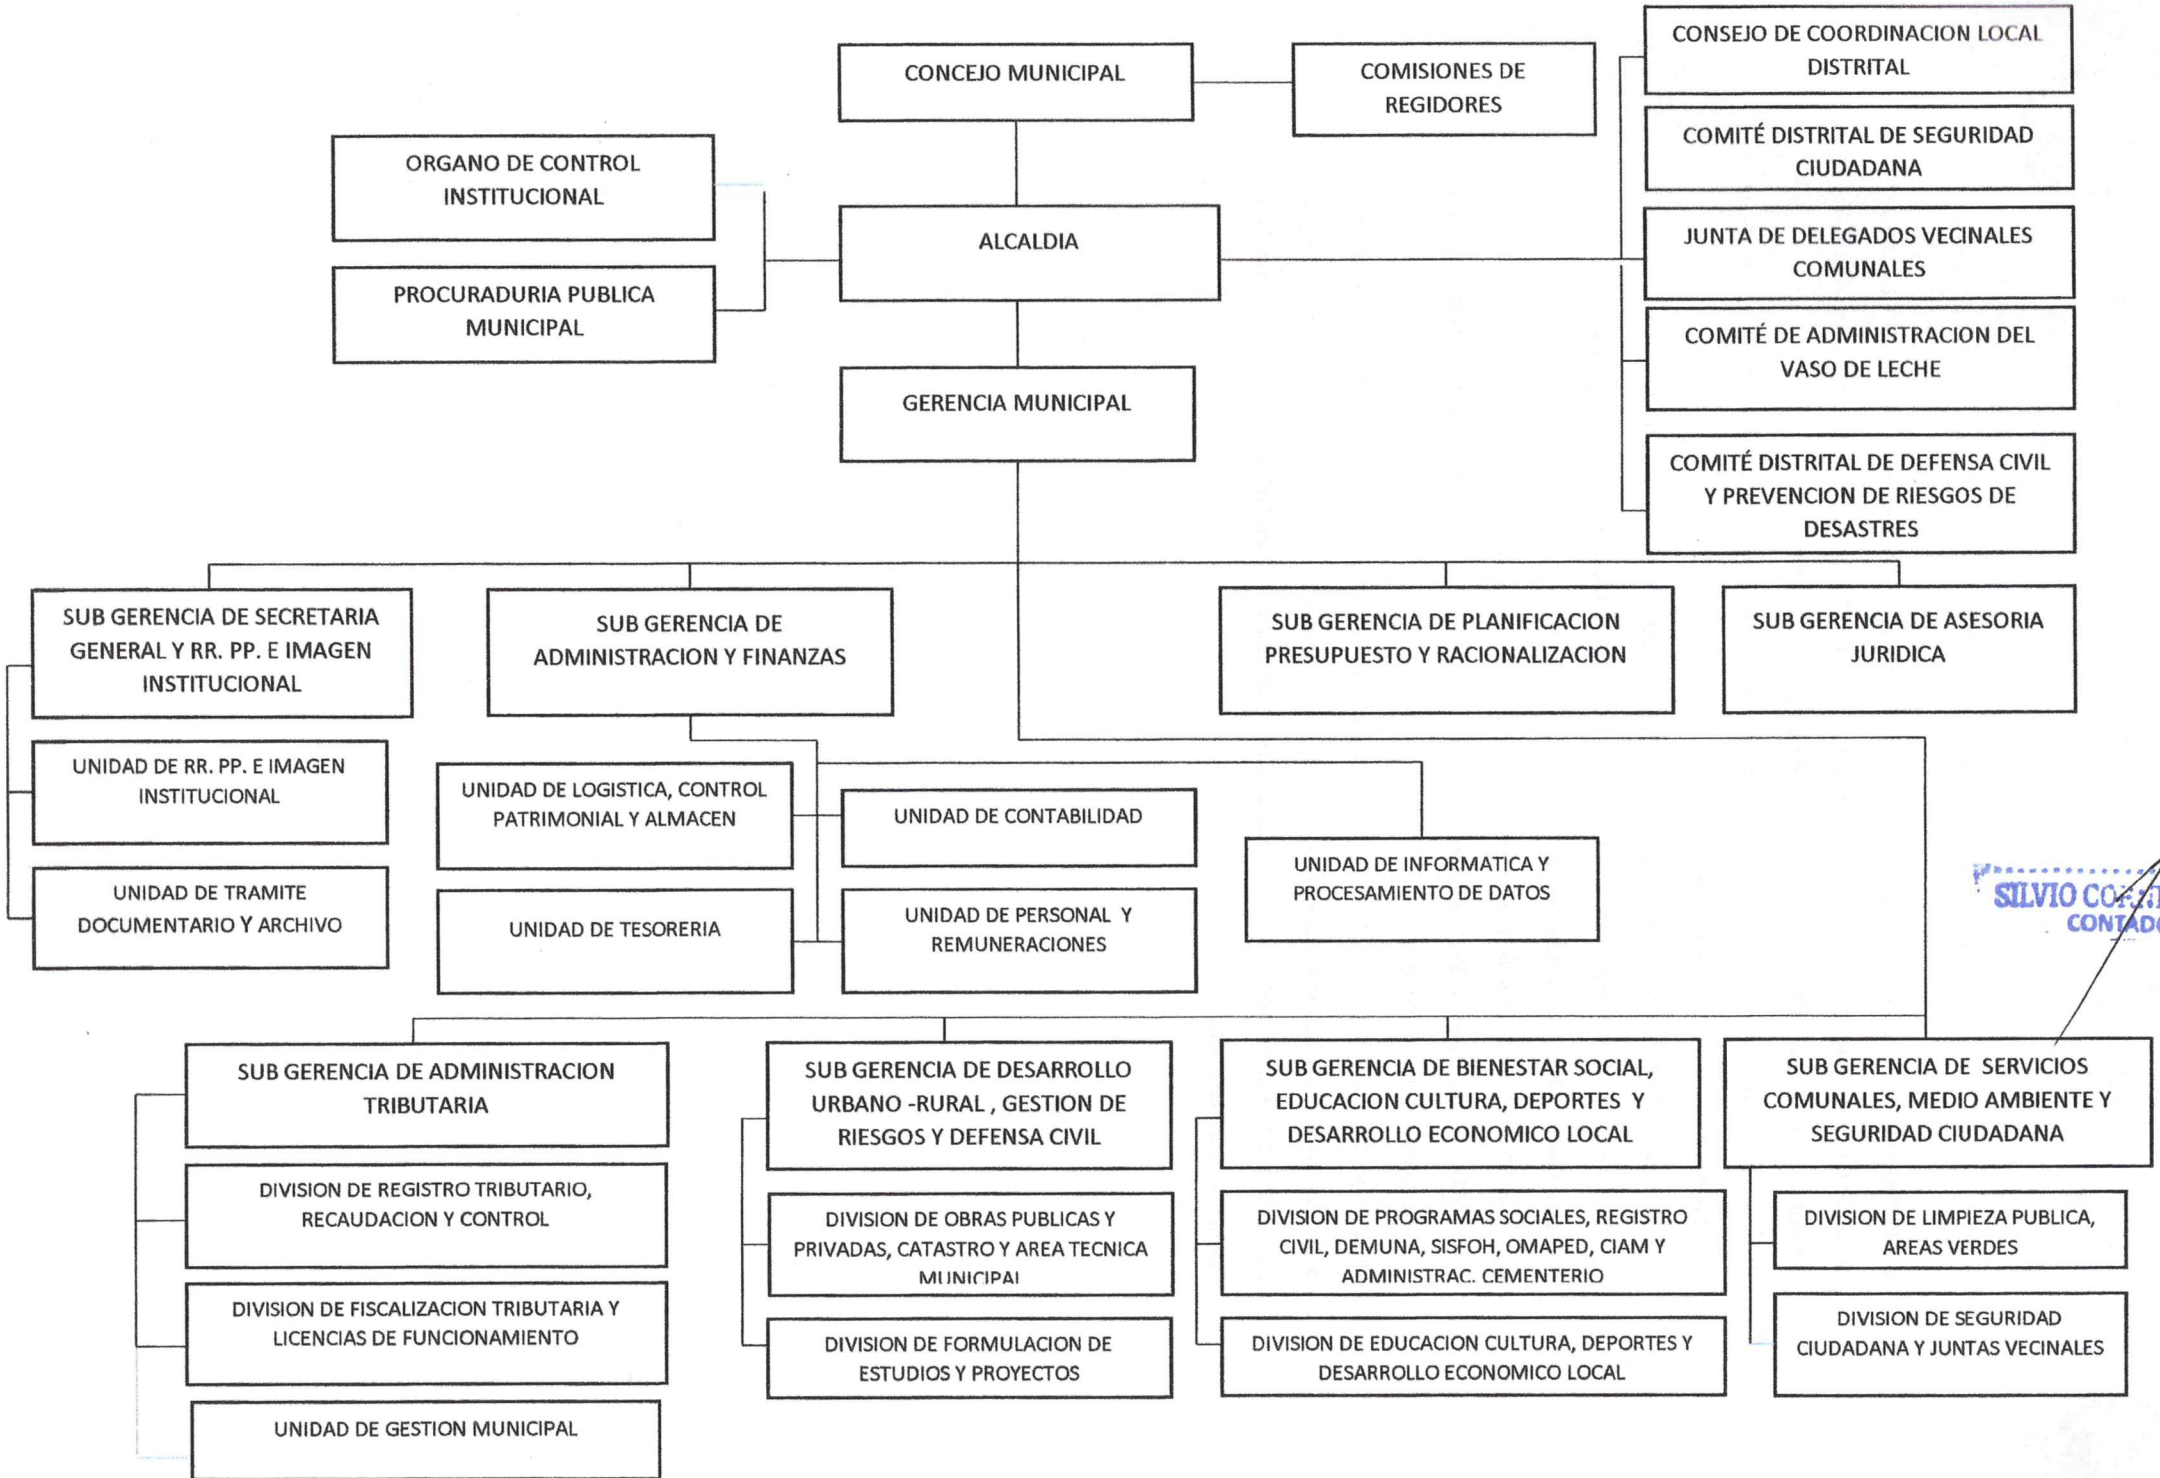 CONCEJO MUNICIPAL
COMISIONES DE
REGIDORES
CONSEJO DE COORDINACION LOCAL
DISTRITAL
COMITÉ DISTRITAL DE SEGURIDAD
CIUDADANA
ORGANO DE CONTROL
INSTITUCIONAL
ALCALDIA
JUNTA DE DELEGADOS VECINALES
COMUNALES
PROCURADURIA PUBLICA
MUNICIPAL
COMITÉ DE ADMINISTRACION DEL
VASO DE LECHE
GERENCIA MUNICIPAL
COMITÉ DISTRITAL DE DEFENSA CIVIL
Y PREVENCION DE RIESGOS DE
DESASTRES
SUB GERENCIA DE SECRETARIA
GENERAL Y RR. PP. E IMAGEN
INSTITUCIONAL
SUB GERENCIA DE
ADMINISTRACION Y FINANZAS
SUB GERENCIA DE PLANIFICACION
PRESUPUESTO Y RACIONALIZACION
SUB GERENCIA DE ASESORIA
JURIDICA
UNIDAD DE RR. PP. E IMAGEN
INSTITUCIONAL
UNIDAD DE LOGISTICA, CONTROL
PATRIMONIAL Y ALMACEN
UNIDAD DE CONTABILIDAD
UNIDAD DE INFORMATICA Y
PROCESAMIENTO DE DATOS
UNIDAD DE TRAMITE
DOCUMENTARIO Y ARCHIVO
UNIDAD DE TESORERIA
UNIDAD DE PERSONAL Y
REMUNERACIONES
SILVIO
SUB GERENCIA DE ADMINISTRACION
TRIBUTARIA
SUB GERENCIA DE DESARROLLO
URBANO -RURAL , GESTION DE
RIESGOS Y DEFENSA CIVIL
SUB GERENCIA DE BIENESTAR SOCIAL,
EDUCACION CULTURA, DEPORTES Y
DESARROLLO ECONOMICO LOCAL
SUB GERENCIA DE SERVICIOS
COMUNALES, MEDIO AMBIENTE Y
SEGURIDAD CIUDADANA
DIVISION DE REGISTRO TRIBUTARIO,
RECAUDACION Y CONTROL
DIVISION DE OBRAS PUBLICAS Y
PRIVADAS, CATASTRO Y AREA TECNICA
MUNICIPAL
DIVISION DE PROGRAMAS SOCIALES, REGISTRO
CIVIL, DEMUNA, SISFOH, OMAPED, CIAM Y
ADMINISTRAC. CEMENTERIO
DIVISION DE LIMPIEZA PUBLICA,
AREAS VERDES
DIVISION DE FISCALIZACION TRIBUTARIA Y
LICENCIAS DE FUNCIONAMIENTO
DIVISION DE FORMULACION DE
ESTUDIOS Y PROYECTOS
DIVISION DE EDUCACION CULTURA, DEPORTES Y
DESARROLLO ECONOMICO LOCAL
DIVISION DE SEGURIDAD
CIUDADANA Y JUNTAS VECINALES
UNIDAD DE GESTION MUNICIPAL